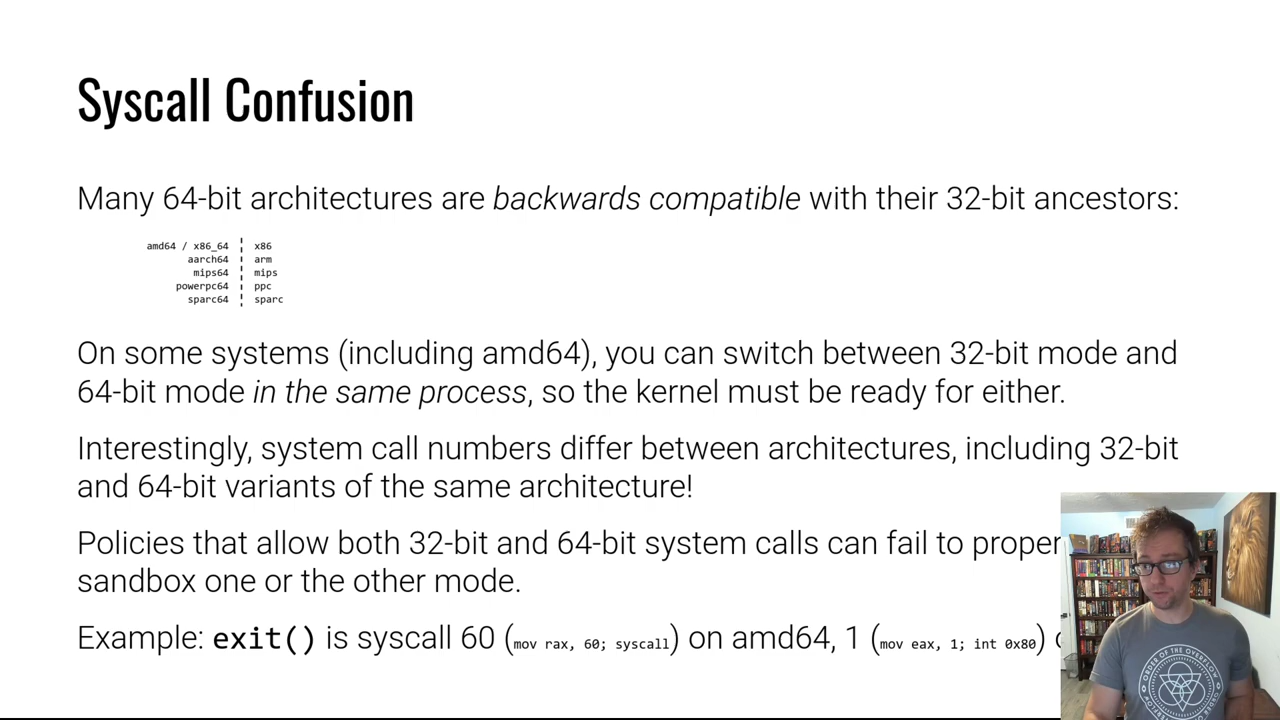 Syscall Confusion
Many 64-bit architectures are backwards compatible with their 32-bit ancestors:
amd64 / x86_64 ¦ x86
aarch64 ¦ arm
mips64 ¦ mips
powerpc64 ¦ ppc
sparc64 ¦ sparc
On some systems (including amd64), you can switch between 32-bit mode and
64-bit mode in the same process, so the kernel must be ready for either.
Interestingly, system call numbers differ between architectures, including 32-bit
and 64-bit variants of the same architecture!
Policies that allow both 32-bit and 64-bit system calls can fail to
sandbox one or the other mode.
Example: exit() is syscall 60 (mov rax, 60; syscall) on amd64, 1 (mov eax, 1; int 0x80)
ORDER OF THE OVERFLOW